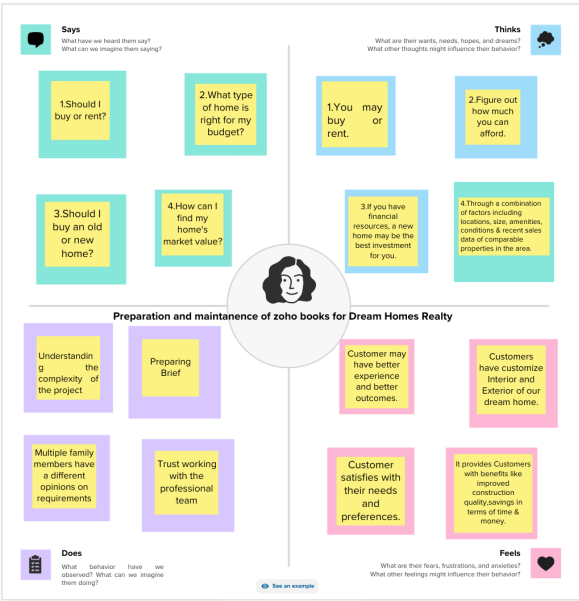 Says
What have we heard them say?
What can we imagine them saying?
Thinks
What are their wants, needs, hopes, and dreams?
What other thoughts might influence their behavior?
1.Should I
buy or rent?
2.What type
of home is
right for my
budget?
1.You may
buy or
rent.
2.Figure out
how much
you can
afford.
3.Should I
buy an old
or new
home?
4.How can I
find my
home's
market value?
3.If you have
financial
resources, a new
home may be the
best investment
for you.
4.Through a combination
of factors including
locations, size, amenities,
conditions & recent sales
data of comparable
properties in the area.
Preparation and maintanence of zoho books for Dream Homes Realty
Understandin
g the
complexity of
the project
Preparing
Brief
Customer may
have better
experience
and better
outcomes.
Customers
have customize
Interior and
Exterior of our
dream home.
Multiple family
members have
a different
opinions on
requirements
Trust working
with the
professional
team
Customer
satisfies with
their needs
and
preferences.
It provides Customers
with benefits like
improved
construction
quality,savings in
terms of time &
money.
Does
What behavior have we
observed? What can we imagine
them doing?
See an example
Feels
What are their fears, frustrations, and anxieties?
What other feelings might influence their behavior?